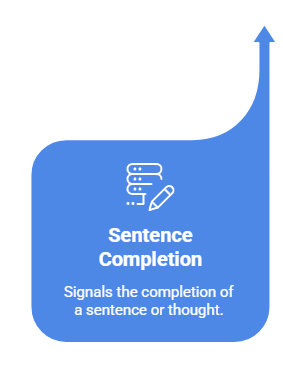 Sentence
Completion
Signals the completion of
a sentence or thought.